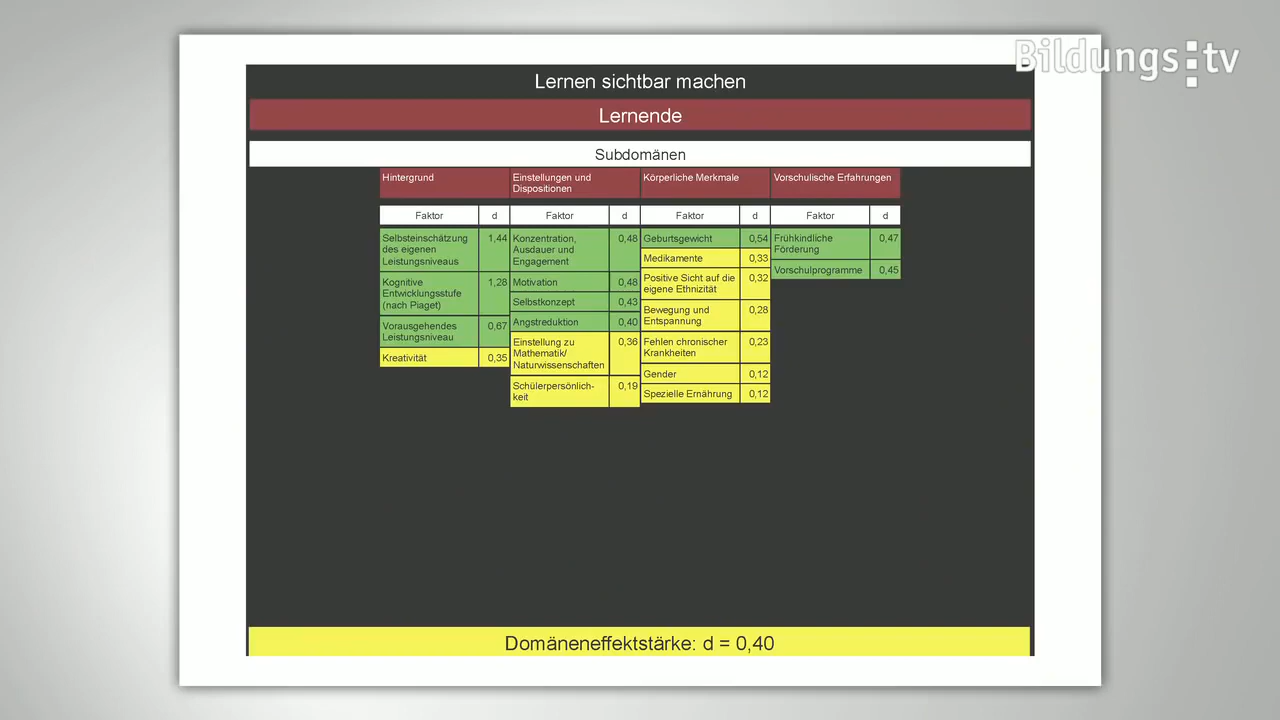 Bildungs:tv
Lernen sichtbar machen
Lernende
Subdomänen
Hintergrund
Einstellungen und
Dispositionen
Körperliche Merkmale
Vorschulische Erfahrungen
Faktor d Faktor d Faktor d Faktor d
Selbsteinschätzung 1,44
des eigenen
Leistungsniveaus
Kognitive 1,28
Entwicklungsstufe
(nach Piaget)
Vorausgehendes 0,67
Leistungsniveau
Kreativität 0,35
Konzentration, 0,48
Ausdauer und
Engagement
Motivation 0,48
Selbstkonzept 0,43
Angstreduktion 0,40
Einstellung zu 0,36
Mathematik/
Naturwissenschaften
Schülerpersönlich- 0,19
keit
Geburtsgewicht 0,54
Medikamente 0,33
Positive Sicht auf die 0,32
eigene Ethnizität
Bewegung und 0,28
Entspannung
Fehlen chronischer 0,23
Krankheiten
Gender 0,12
Spezielle Ernährung 0,12
Frühkindliche 0,47
Förderung
Vorschulprogramme 0,45
Domäneneffektstärke: d = 0,40